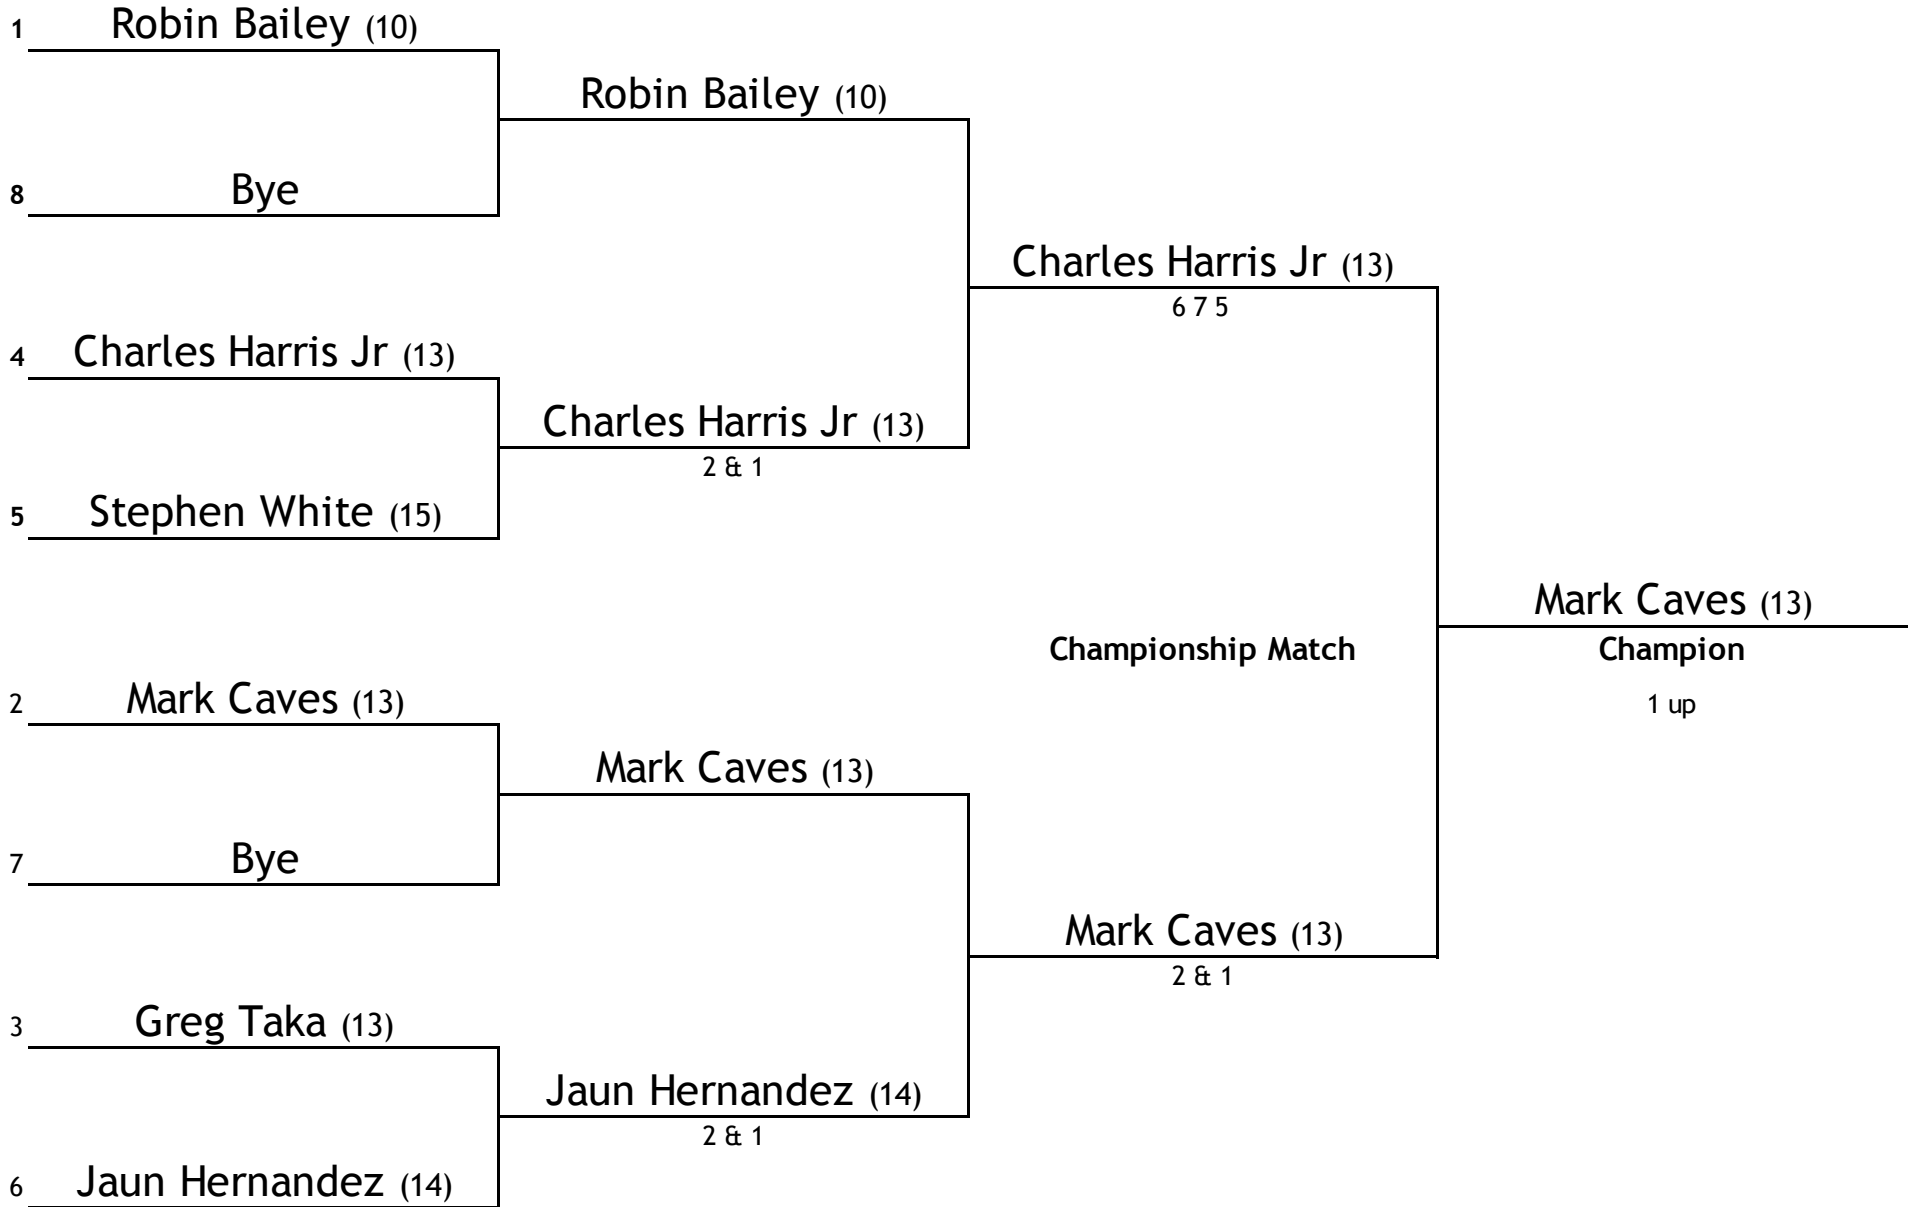 1 Robin Bailey (10)
Robin Bailey (10)
8 Bye
Charles Harris Jr (13)
6 7 5
4 Charles Harris Jr (13)
Charles Harris Jr (13)
2 & 1
5 Stephen White (15)
Mark Caves (13)
Championship Match
Champion
1 up
2 Mark Caves (13)
Mark Caves (13)
7 Bye
Mark Caves (13)
2 & 1
3 Greg Taka (13)
Jaun Hernandez (14)
2 & 1
6 Jaun Hernandez (14)